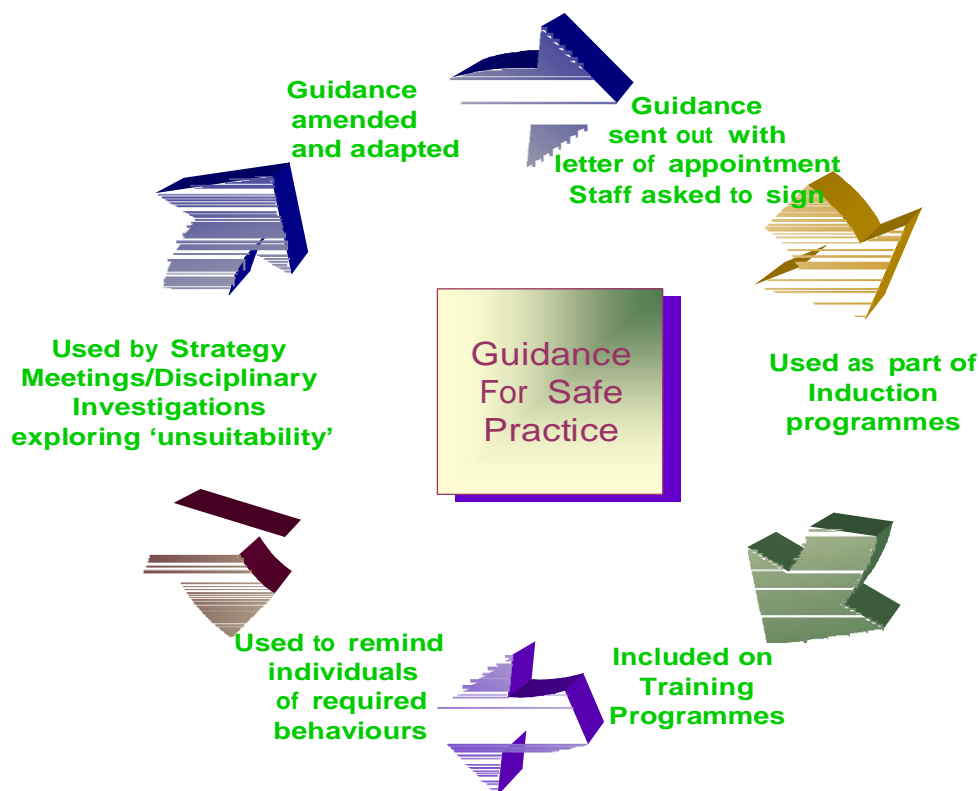 Guidance
amended
and adapted
Guidance
sent out with
letter of appointment
Staff asked to sign
Used by Strategy
Meetings/Disciplinary
Investigations
exploring ‘unsuitability’
Guidance
For Safe
Practice
Used as part of
Induction
programmes
Used to remind
individuals
of required
behaviours
Included on
Training
Programmes